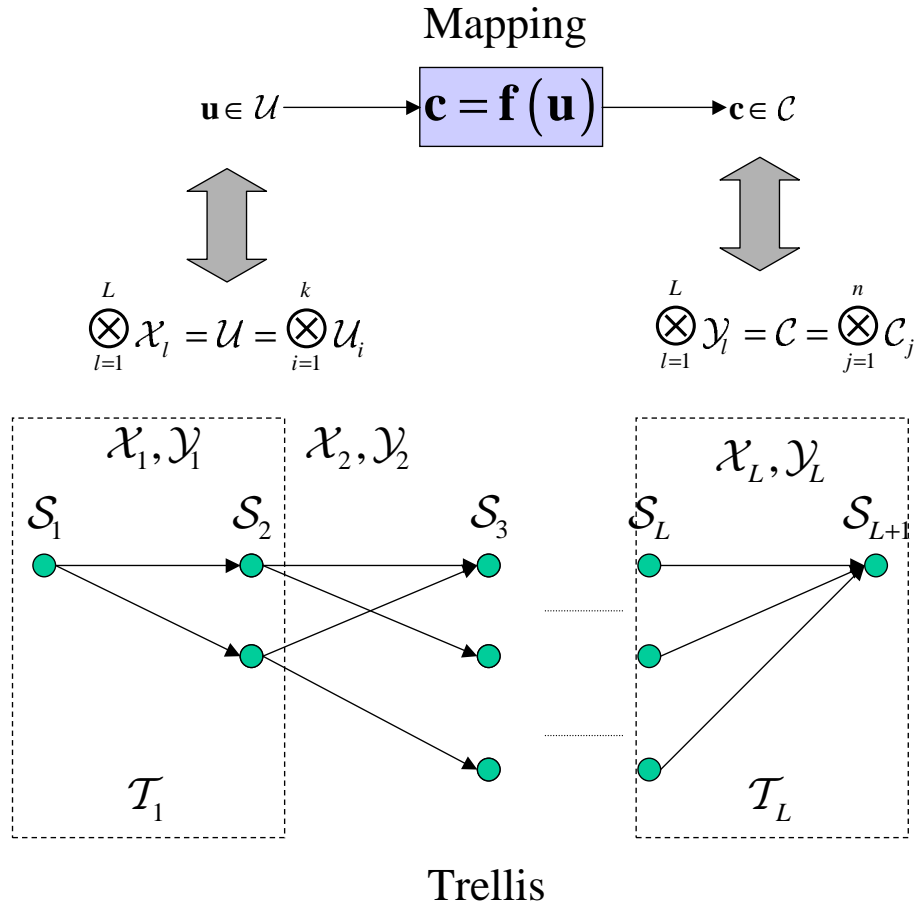 Mapping
𝐮 ∈ 𝒰 𝐜 = 𝐟 (𝐮) 𝐜 ∈ 𝒞
⨂_{l=1}^{L} 𝒳_l = 𝒰 = ⨂_{i=1}^{k} 𝒰_i ⨂_{l=1}^{L} 𝒴_l = 𝒞 = ⨂_{j=1}^{n} 𝒞_j
𝒳_1, 𝒴_1 𝒳_2, 𝒴_2 𝒳_L, 𝒴_L
𝒮_1 𝒮_2 𝒮_3 𝒮_L 𝒮_{L+1}
𝒯_1 𝒯_L
Trellis